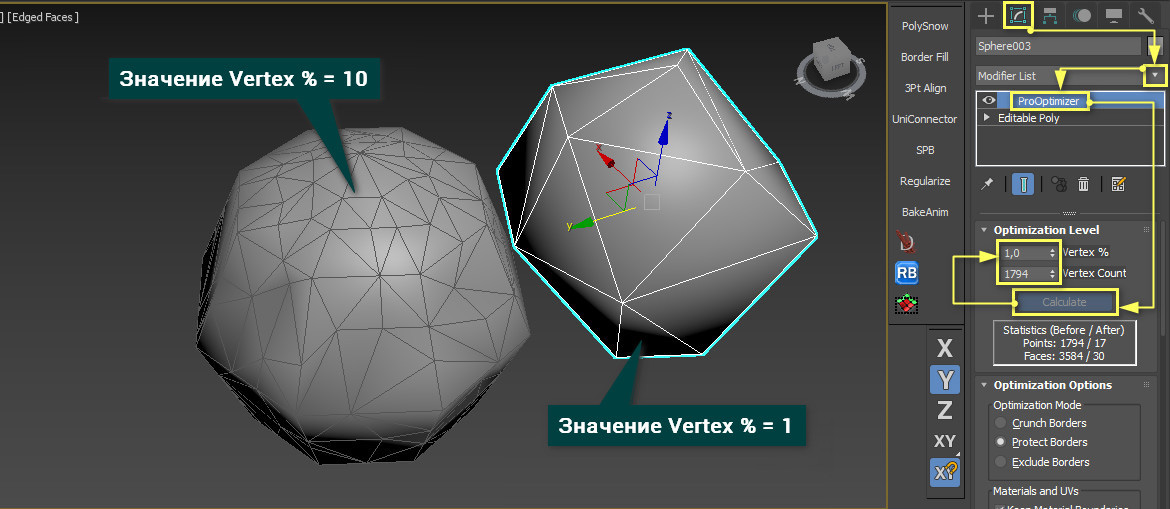 ] [Edged Faces ]
Значение Vertex % = 10
Значение Vertex % = 1
z
x
y
PolySnow
Border Fill
3Pt Align
UniConnector
SPB
Regularize
BakeAnim
D
RB
X
Y
Z
XY
XY
Sphere003
Modifier List
ProOptimizer
Editable Poly
Optimization Level
1,0 Vertex %
1794 Vertex Count
Calculate
Statistics (Before / After)
Points: 1794 / 17
Faces: 3584 / 30
Optimization Options
Optimization Mode
Crunch Borders
Protect Borders
Exclude Borders
Materials and UVs
Keep Material Boundaries